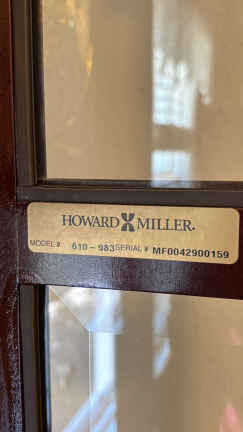 HOWARD MILLER.
MODEL # 610-983 SERIAL # MF0042900159